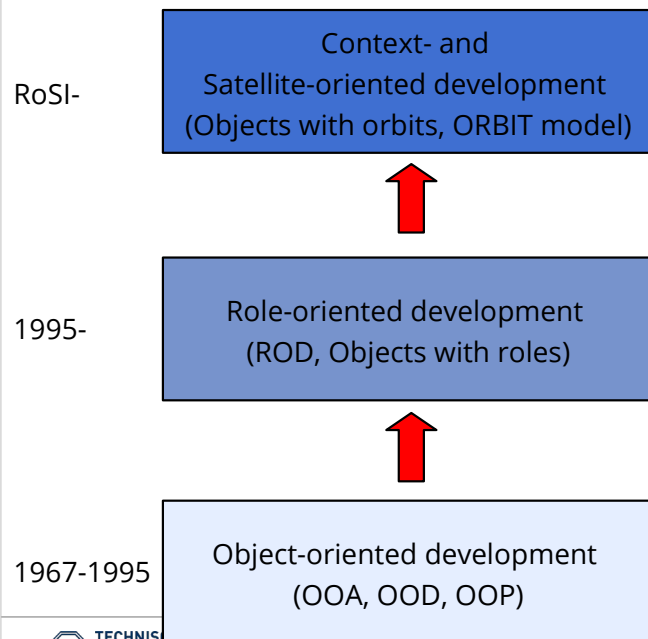 RoSI-
Context- and
Satellite-oriented development
(Objects with orbits, ORBIT model)
1995-
Role-oriented development
(ROD, Objects with roles)
1967-1995
Object-oriented development
(OOA, OOD, OOP)